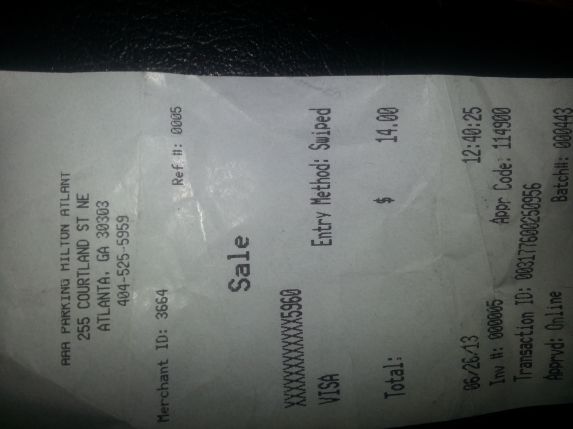 AAA PARKING MILTON ATLANT
255 COURTLAND ST NE
ATLANTA, GA 30303
404-525-5959
Merchant ID: 3664 Ref #: 0005
Sale
XXXXXXXXXXXX5960
VISA Entry Method: Swiped
Total: $ 14.00
06/26/13 12:40:25
Inv #: 000005 Appr Code: 114900
Transaction ID: 003177600250956
Apprvd: Online Batch#: 000443